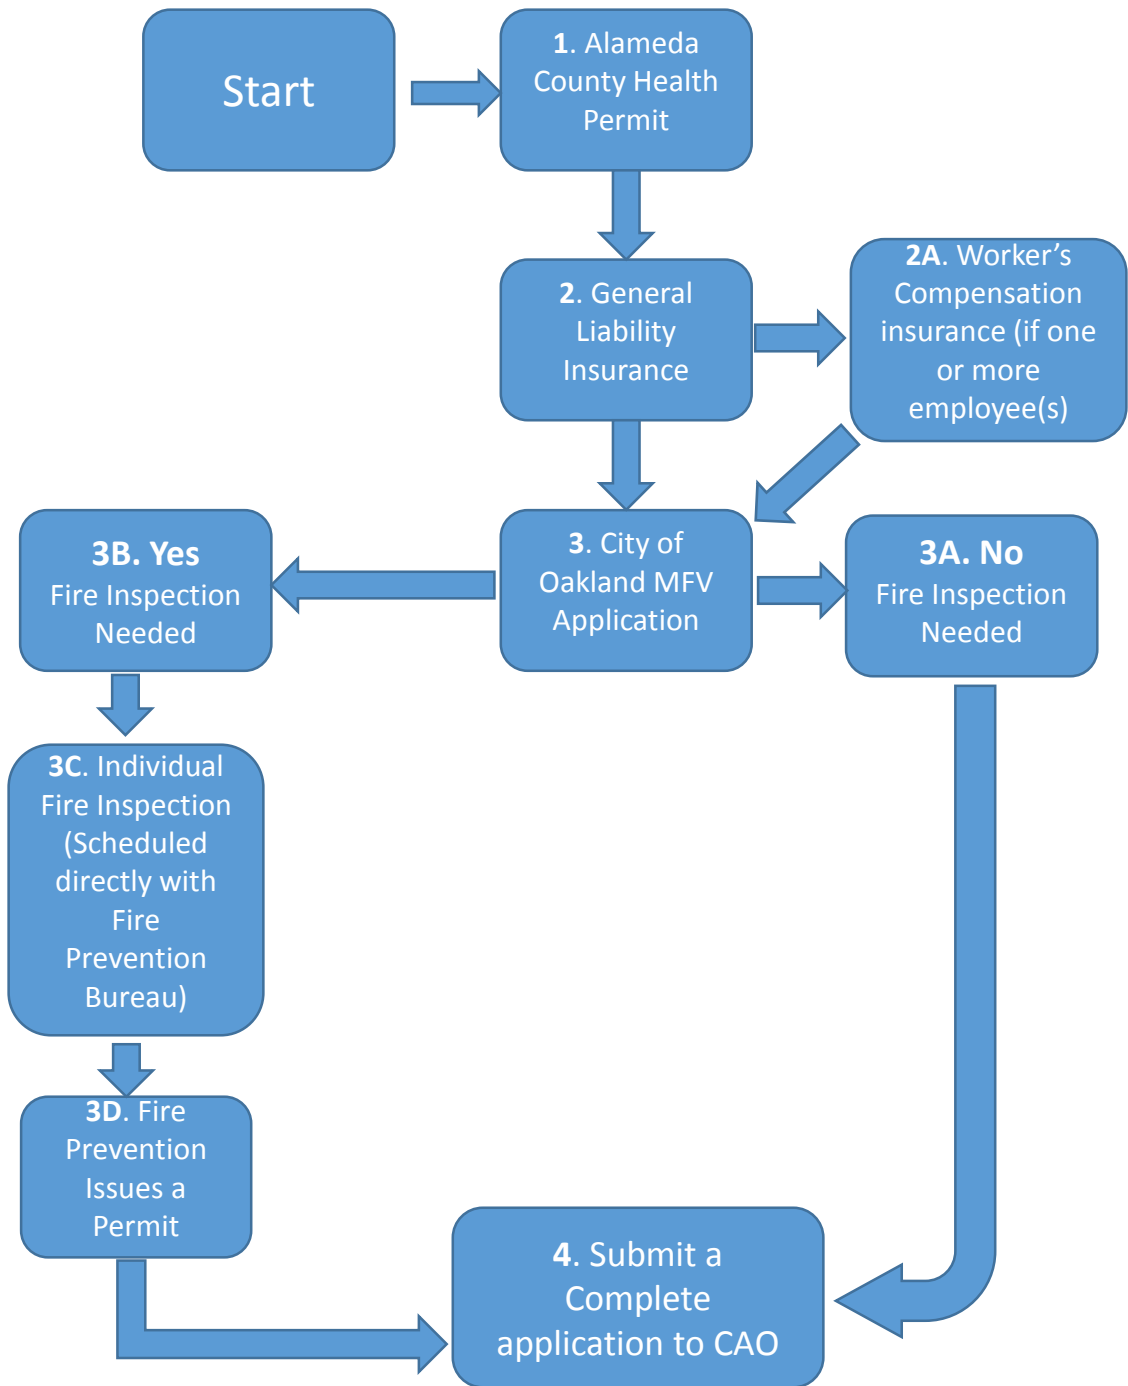 Start
1. Alameda
County Health
Permit
2. General
Liability
Insurance
2A. Worker’s
Compensation
insurance (if one
or more
employee(s)
3. City of
Oakland MFV
Application
3A. No
Fire Inspection
Needed
3B. Yes
Fire Inspection
Needed
3C. Individual
Fire Inspection
(Scheduled
directly with
Fire
Prevention
Bureau)
3D. Fire
Prevention
Issues a
Permit
4. Submit a
Complete
application to CAO